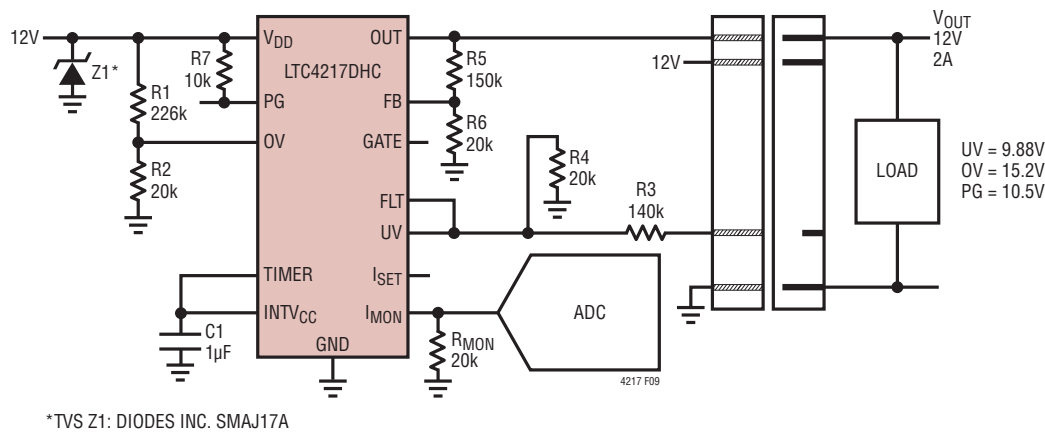 12V
Z1*
R1
226k
R2
20k
R7
10k
VDD
PG
OV
TIMER
INTVCC
GND
LTC4217DHC
OUT
FB
GATE
FLT
UV
ISET
IMON
C1
1µF
R5
150k
R6
20k
R4
20k
R3
140k
RMON
20k
ADC
12V
VOUT
12V
2A
LOAD
UV = 9.88V
OV = 15.2V
PG = 10.5V
4217 F09
*TVS Z1: DIODES INC. SMAJ17A